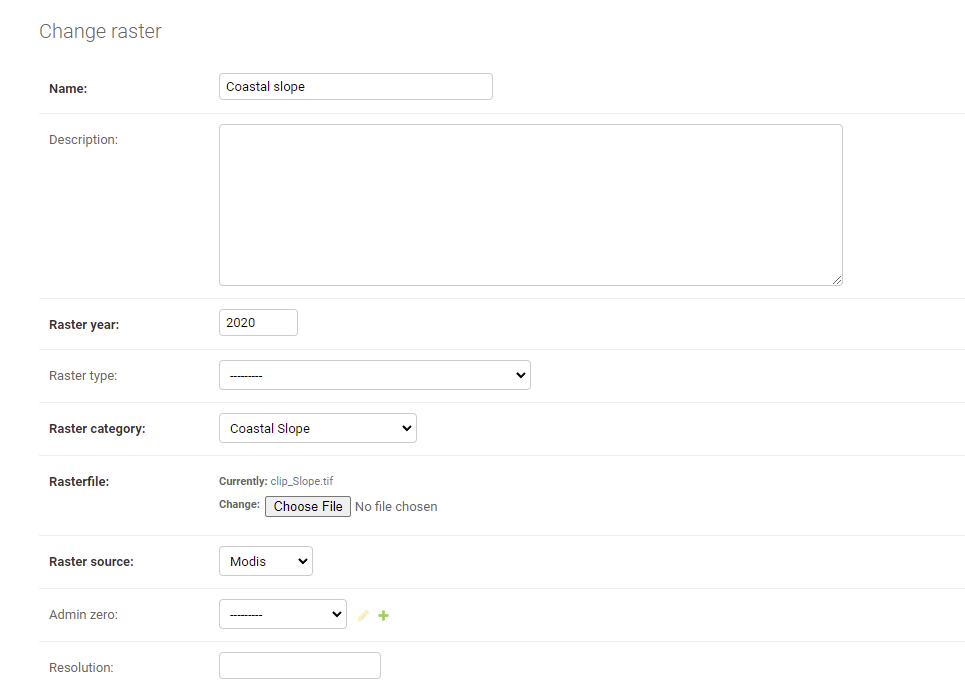 Change raster
Name: Coastal slope
Description:
Raster year: 2020
Raster type: ---------
Raster category: Coastal Slope
Rasterfile: Currently: clip_Slope.tif
Change: Choose File No file chosen
Raster source: Modis
Admin zero: ---------
Resolution: